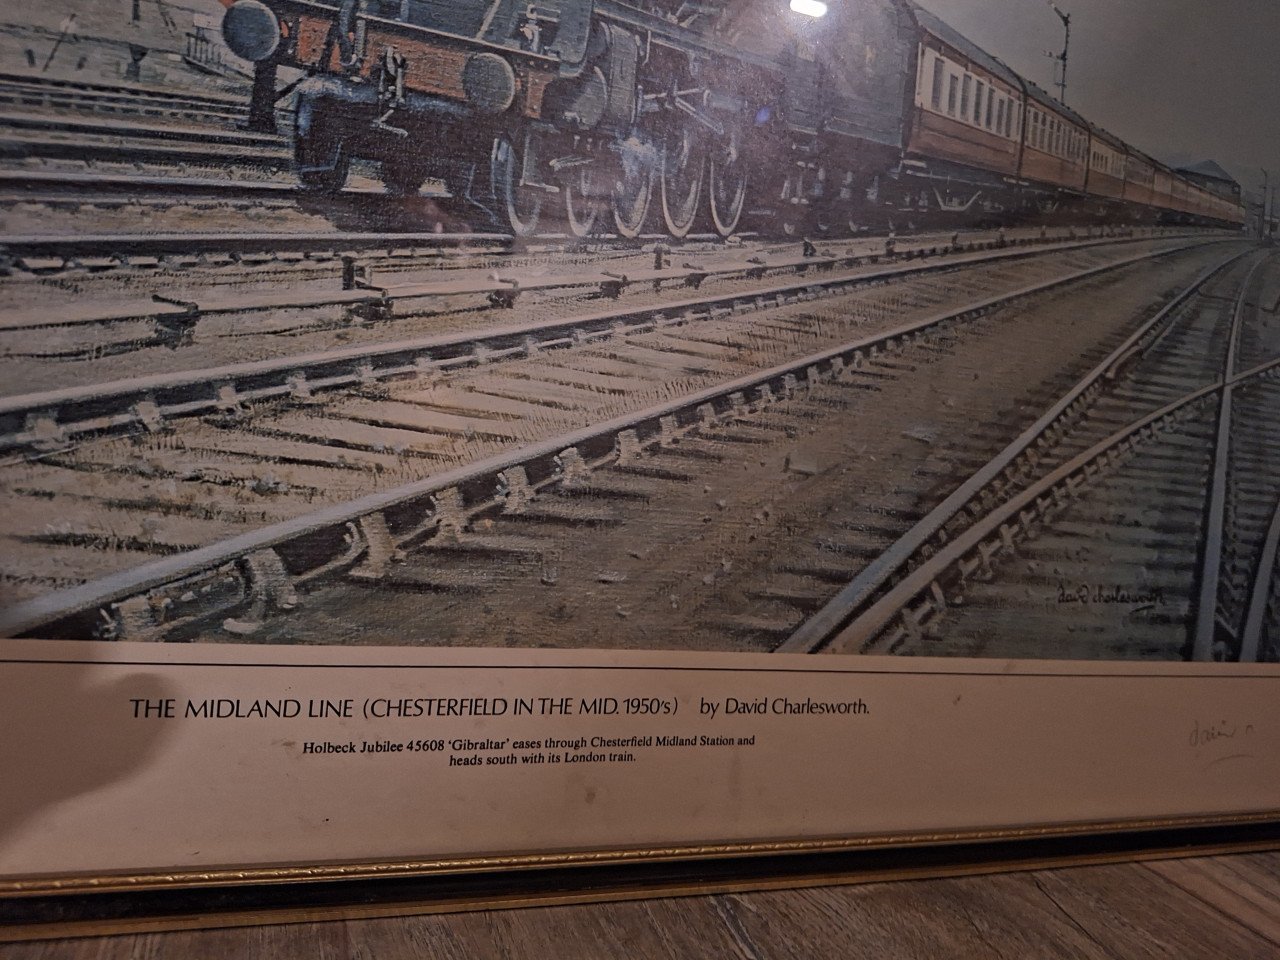 david charlesworth
THE MIDLAND LINE (CHESTERFIELD IN THE MID. 1950's) by David Charlesworth.
Holbeck Jubilee 45608 'Gibraltar' eases through Chesterfield Midland Station and
heads south with its London train.